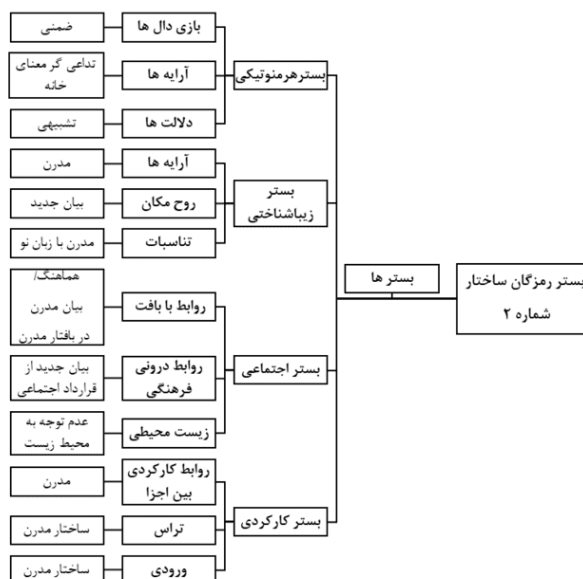 بستر رمزگان ساختار
شماره ۲
بستر ها
بسترهرمنوتیکی
بازی دال ها
ضمنی
آرایه ها
تداعی گر معنای
خانه
دلالت ها
تشبیهی
بستر
زیباشناختی
آرایه ها
مدرن
روح مکان
بیان جدید
تناسبات
مدرن با زبان نو
بستر اجتماعی
روابط با بافت
هماهنگ/
بیان مدرن
در بافتار مدرن
روابط درونی
فرهنگی
بیان جدید از
قرارداد اجتماعی
زیست محیطی
عدم توجه به
محیط زیست
بستر کارکردی
روابط کارکردی
بین اجزا
مدرن
تراس
ساختار مدرن
ورودی
ساختار مدرن